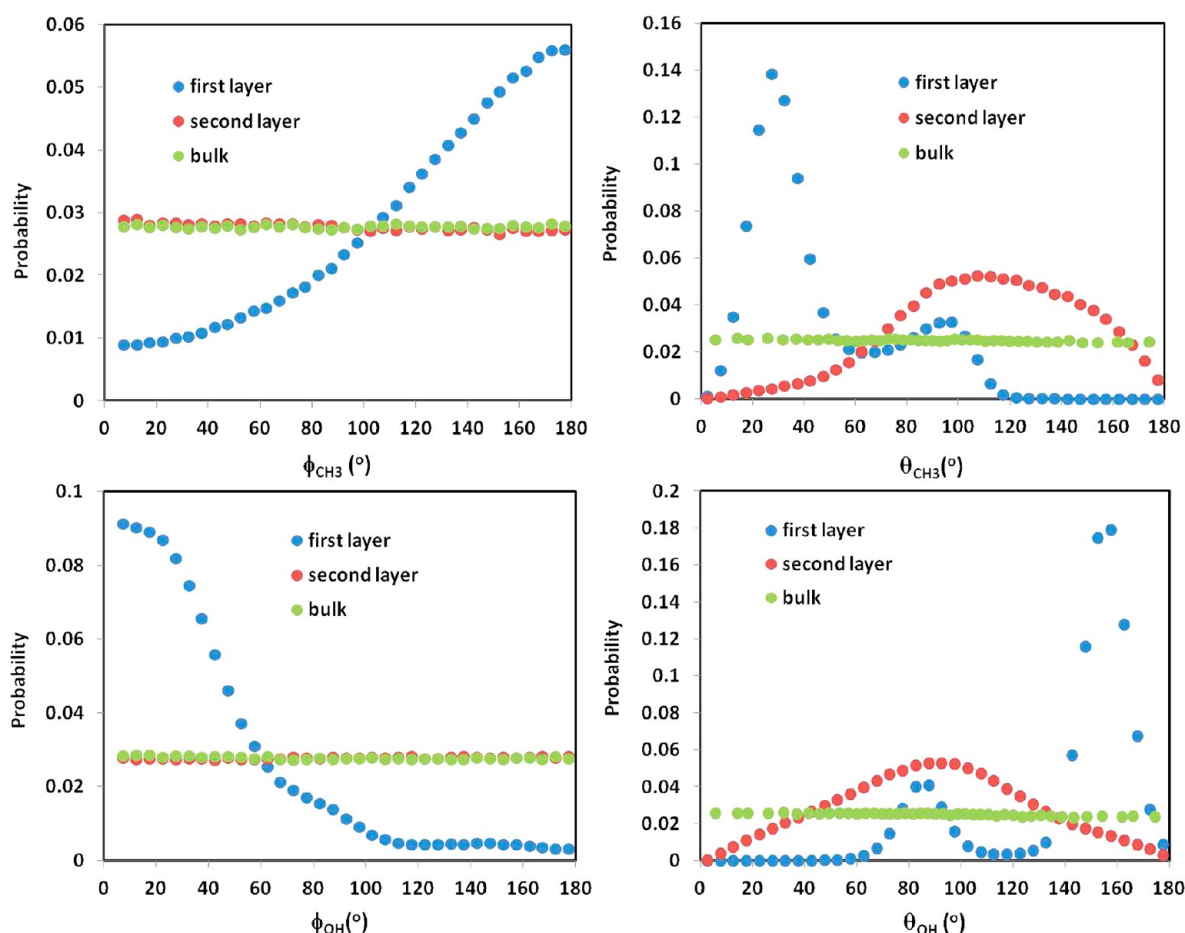 0.06
0.05
0.04
0.03
0.02
0.01
0
Probability
first layer
second layer
bulk
0 20 40 60 80 100 120 140 160 180
ϕCH3 (°)
0.16
0.14
0.12
0.1
0.08
0.06
0.04
0.02
0
Probability
first layer
second layer
bulk
0 20 40 60 80 100 120 140 160 180
θCH3(°)
0.1
0.08
0.06
0.04
0.02
0
Probability
first layer
second layer
bulk
0 20 40 60 80 100 120 140 160 180
ϕOH(°)
0.2
0.18
0.16
0.14
0.12
0.1
0.08
0.06
0.04
0.02
0
Probability
first layer
second layer
bulk
0 20 40 60 80 100 120 140 160 180
θOH(°)